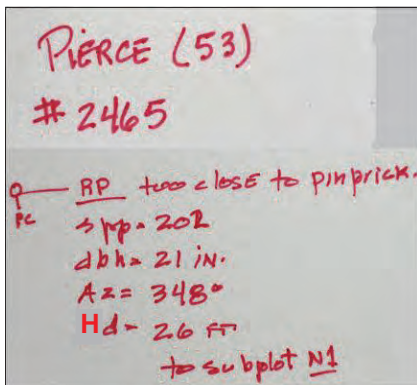 PIERCE (53)
# 2465
RP too close to pinprick.
PC
spp = 202
dbh = 21 in.
Az = 348°
Hd = 26 FT
to subplot N1